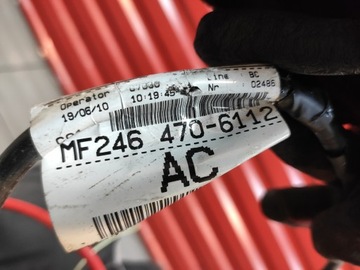 Operator Line BC
19/06/10 10:19:45 Nr 02486
MF246 470-6112
AC